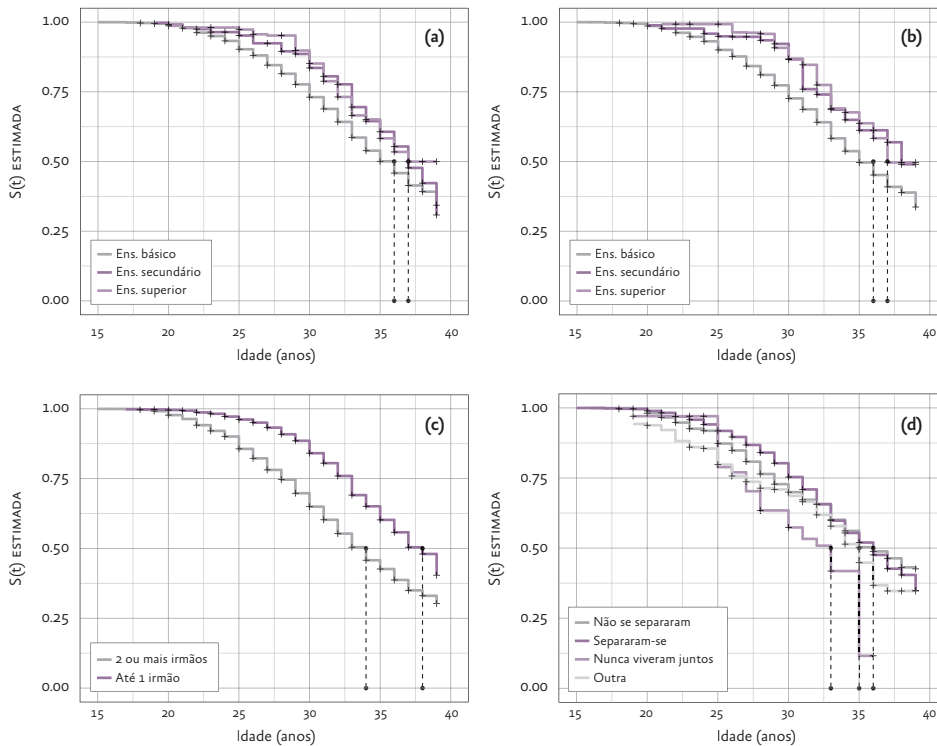 (a)
1.00
0.75
0.50
0.25
0.00
S(t) ESTIMADA
Ens. básico
Ens. secundário
Ens. superior
15 20 25 30 35 40
Idade (anos)
(b)
1.00
0.75
0.50
0.25
0.00
S(t) ESTIMADA
Ens. básico
Ens. secundário
Ens. superior
15 20 25 30 35 40
Idade (anos)
(c)
1.00
0.75
0.50
0.25
0.00
S(t) ESTIMADA
2 ou mais irmãos
Até 1 irmão
15 20 25 30 35 40
Idade (anos)
(d)
1.00
0.75
0.50
0.25
0.00
S(t) ESTIMADA
Não se separaram
Separaram-se
Nunca viveram juntos
Outra
15 20 25 30 35 40
Idade (anos)